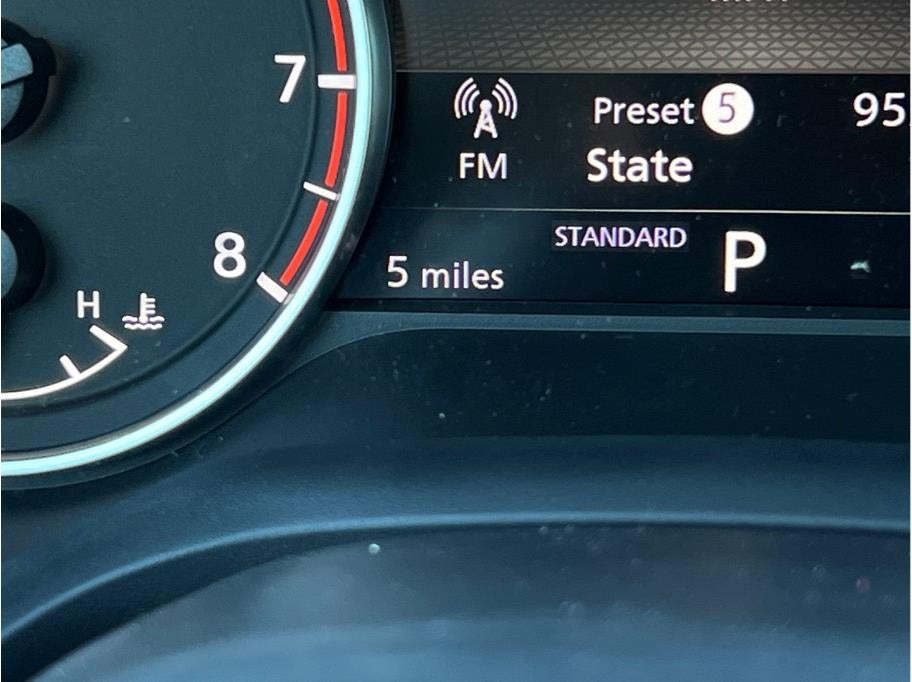 7
FM
Preset 5
95
State
8
STANDARD
P
5 miles
H